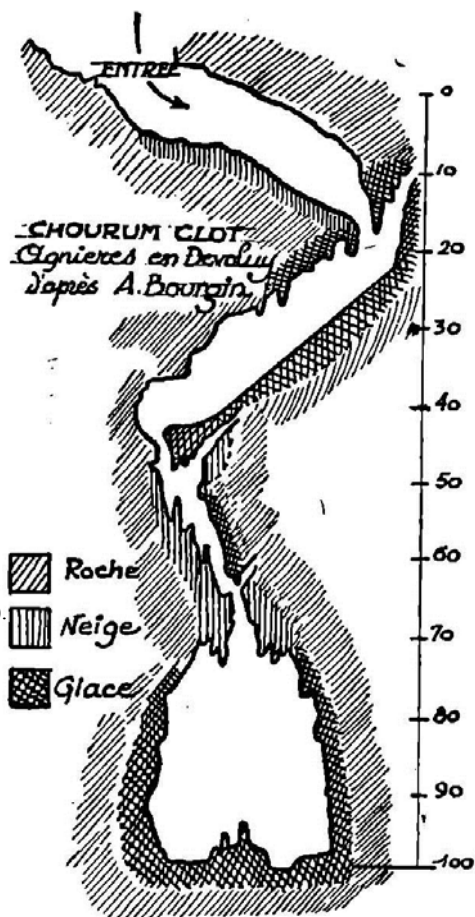 ENTRÉE
CHOURUM CLOT
Agnieres en Devoluy
d'après A. Bourgin
Roche
Neige
Glace
0
10
20
30
40
50
60
70
80
90
100